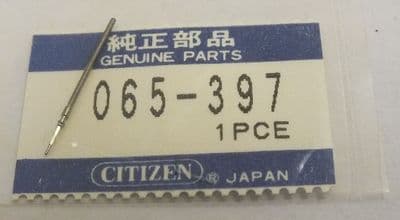 純正部品
GENUINE PARTS
065-397
1PCE
CITIZEN ® JAPAN